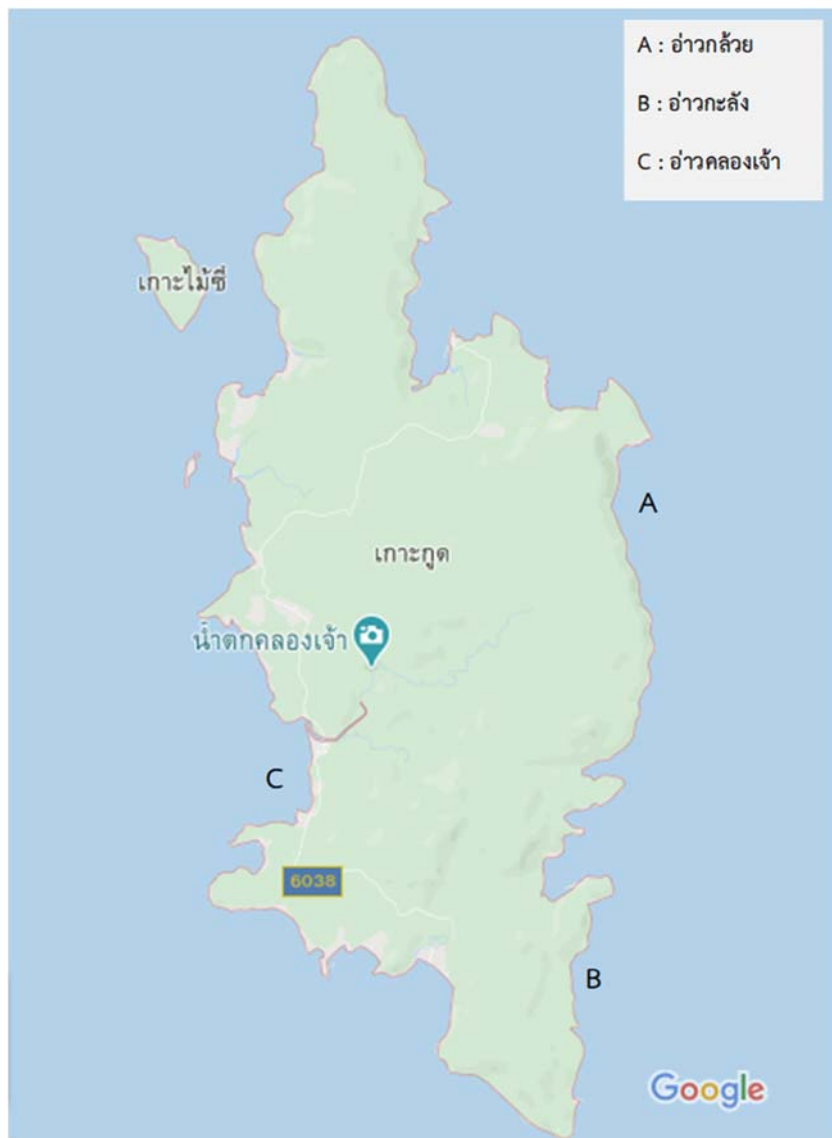 A : อ่าวกล้วย
B : อ่าวกะลัง
C : อ่าวคลองเจ้า
เกาะไม้ซี่
A
เกาะกูด
น้ำตกคลองเจ้า
C
6038
B
Google